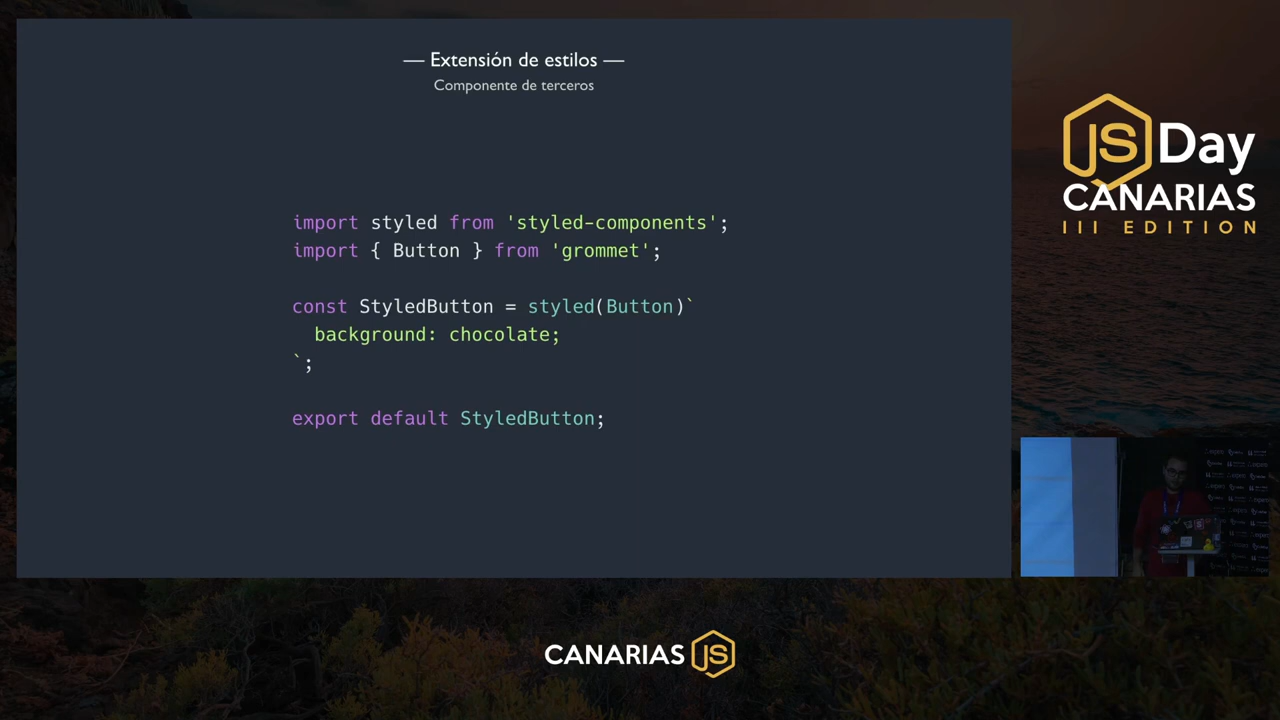 — Extensión de estilos —
Componente de terceros
import styled from 'styled-components';
import { Button } from 'grommet';
const StyledButton = styled(Button)`
  background: chocolate;
`;
export default StyledButton;
JS Day
CANARIAS
III EDITION
CANARIAS JS